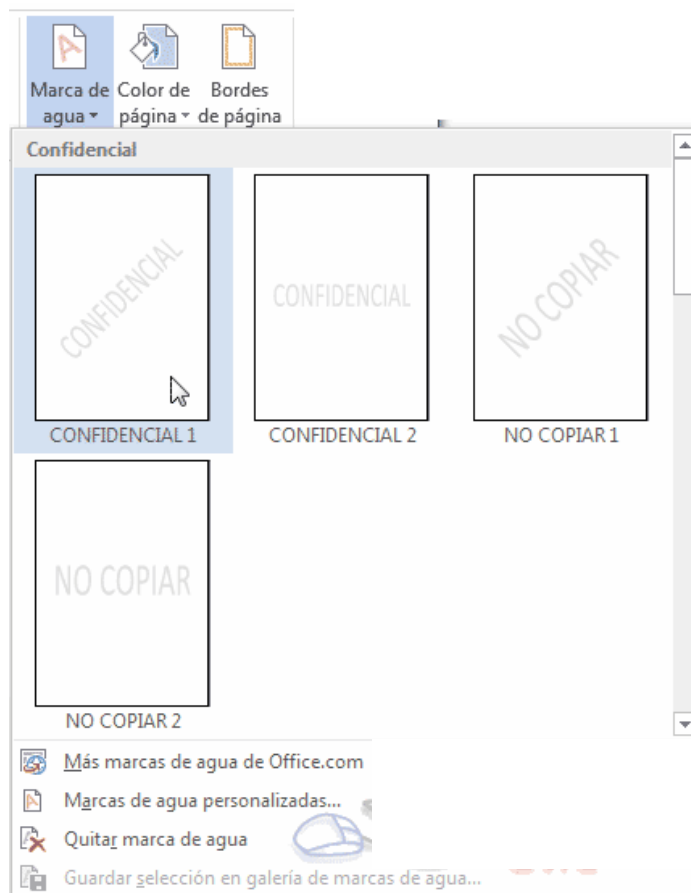 Marca de Color de Bordes
agua página de página
Confidencial
CONFIDENCIAL CONFIDENCIAL NO COPIAR
CONFIDENCIAL 1 CONFIDENCIAL 2 NO COPIAR 1
NO COPIAR
NO COPIAR 2
Más marcas de agua de Office.com
Marcas de agua personalizadas...
Quitar marca de agua
Guardar selección en galería de marcas de agua...